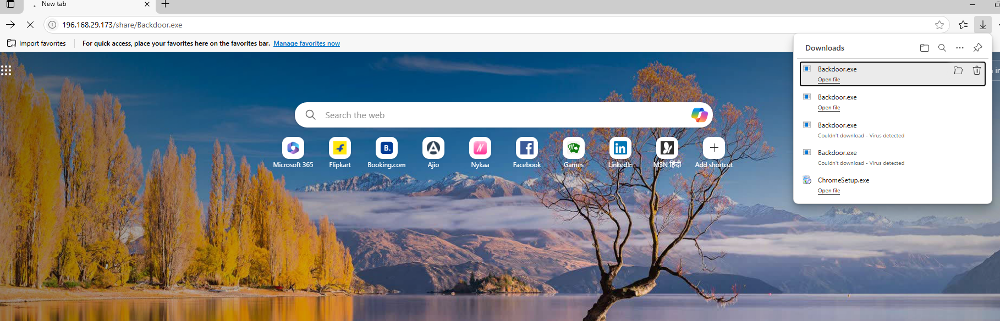 New tab
196.168.29.173/share/Backdoor.exe
Import favorites
For quick access, place your favorites here on the favorites bar. Manage favorites now
Downloads
Backdoor.exe
Open file
Backdoor.exe
Open file
Backdoor.exe
Couldn't download - Virus detected
Backdoor.exe
Couldn't download - Virus detected
ChromeSetup.exe
Open file
Search the web
B.
N
in
Microsoft 365
Flipkart
Booking.com
Ajio
Nykaa
Facebook
Games
LinkedIn
MSN हिंदी
Add shortcut